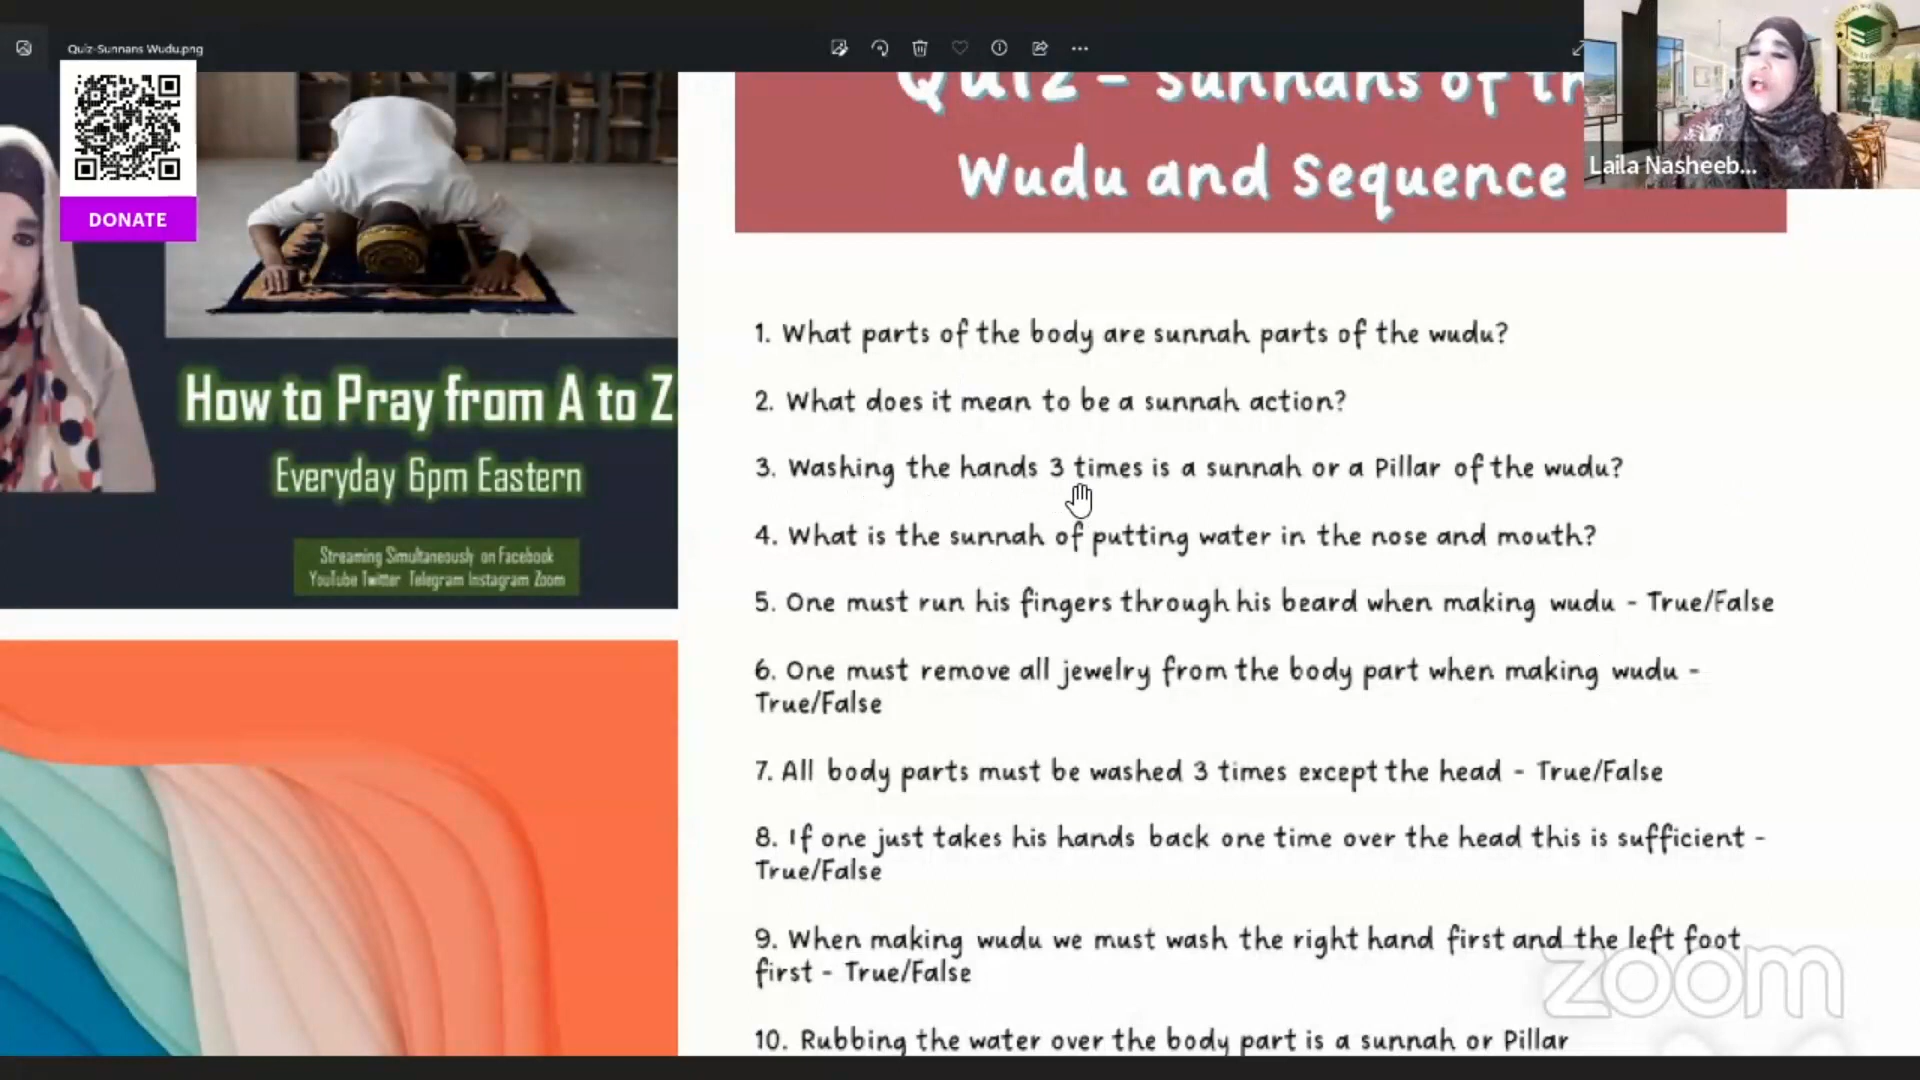 Quiz-Sunnans Wudu.png
DONATE
How to Pray from A to Z
Everyday 6pm Eastern
Streaming Simultaneously on Facebook
YouTube Twitter Telegram Instagram Zoom
Quiz - Sunnans of th
Wudu and Sequence
Laila Nasheeb...
1. What parts of the body are sunnah parts of the wudu?
2. What does it mean to be a sunnah action?
3. Washing the hands 3 times is a sunnah or a Pillar of the wudu?
4. What is the sunnah of putting water in the nose and mouth?
5. One must run his fingers through his beard when making wudu - True/False
6. One must remove all jewelry from the body part when making wudu -
True/False
7. All body parts must be washed 3 times except the head - True/False
8. If one just takes his hands back one time over the head this is sufficient -
True/False
9. When making wudu we must wash the right hand first and the left foot
first - True/False
10. Rubbing the water over the body part is a sunnah or Pillar
zoom